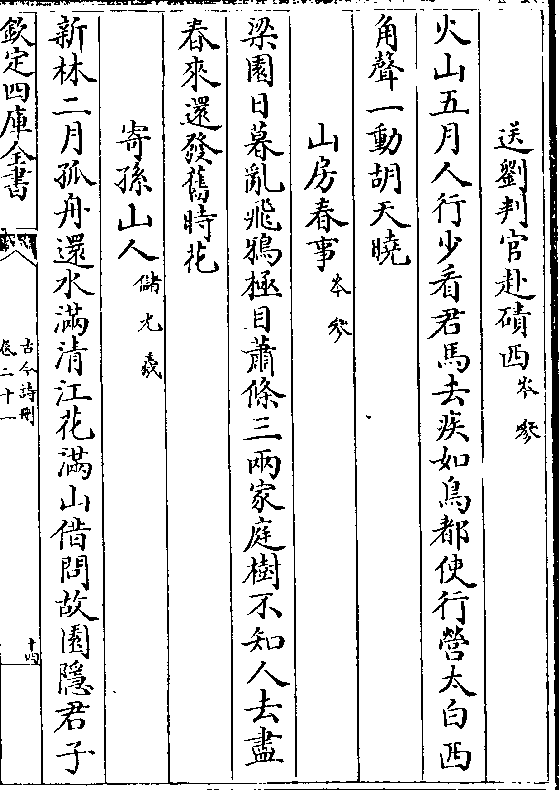 送劉判官赴磧西岑參
火山五月人行少看君馬去疾如鳥都使行營太白西
角聲一動胡天曉
山房春事岑參
梁園日暮亂飛鴉極目蕭條三兩家庭樹不知人去盡
春來還發舊時花
寄孫山人儲光羲
新林二月孤舟還水滿清江花滿山借問故園隱君子
欽定四庫全書
古今詩刪
卷二十一
十四